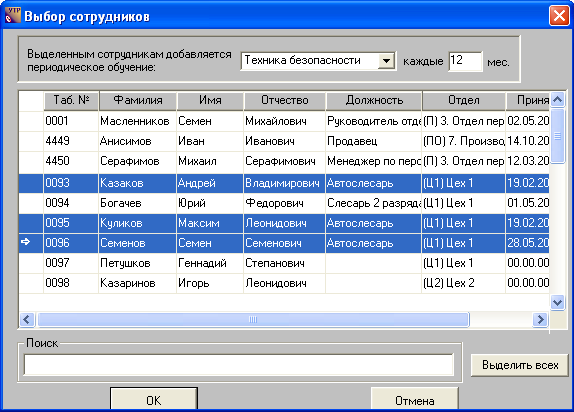 VIP
Выбор сотрудников
Выделенным сотрудникам добавляется
периодическое обучение:
Техника безопасности каждые 12 мес.
Таб. № Фамилия Имя Отчество Должность Отдел Приня
0001 Масленников Семен Михайлович Руководитель отде (П) 3. Отдел пер 02.05.20
4449 Анисимов Иван Иванович Продавец (ПО) 7. Произво, 14.10.20
4450 Серафимов Михаил Серафимович Менеджер по перс (П) 3. Отдел пер 12.03.20
0093 Казаков Андрей Владимирович Автослесарь (Ц1) Цех 1 19.02.20
0094 Богачев Юрий Федорович Слесарь 2 разряда (Ц1) Цех 1 01.05.20
0095 Куликов Максим Леонидович Автослесарь (Ц1) Цех 1 19.02.20
0096 Семенов Семен Семенович Автослесарь (Ц1) Цех 1 28.05.20
0097 Петушков Геннадий Степанович (Ц1) Цех 1 00.00.00
0098 Казаринов Игорь Леонидович (Ц2) Цех 2 00.00.00
Поиск
Выделить всех
OK Отмена